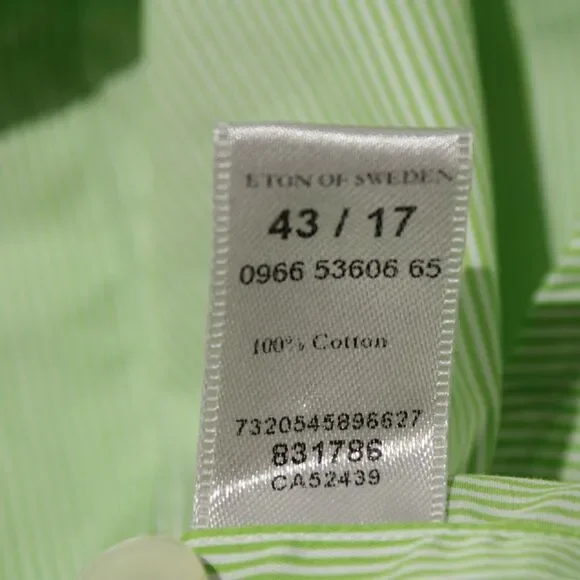 ETON OF SWEDEN
43 / 17
0966 53606 65
100% Cotton
7320545896627
831786
CA52439